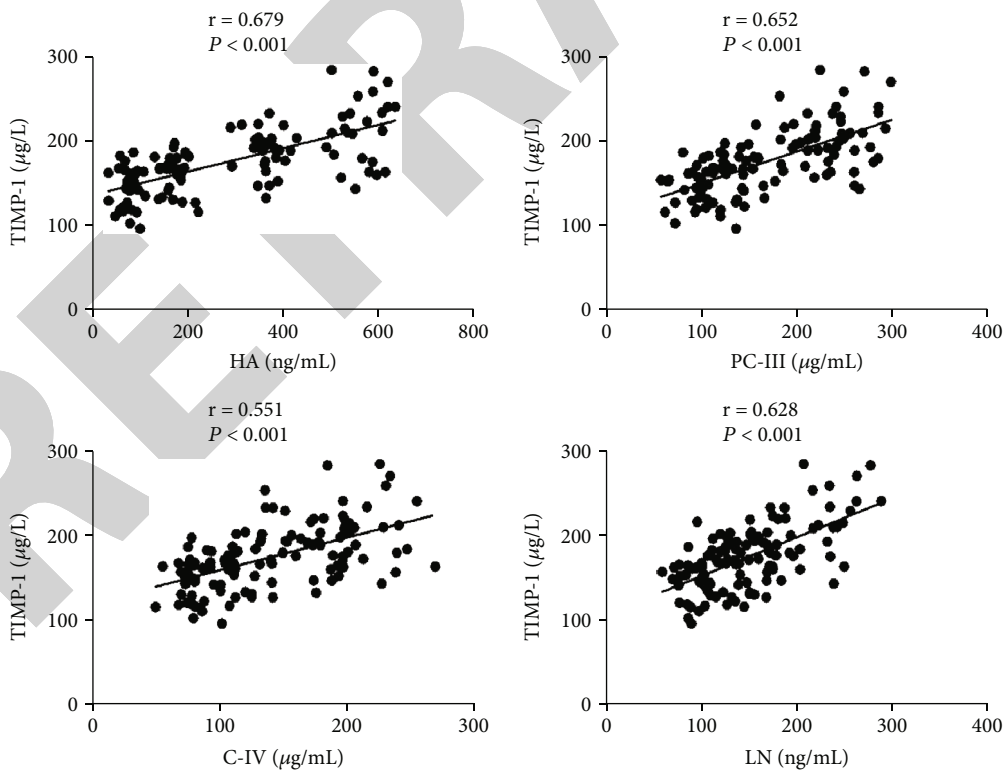 r = 0.679
P < 0.001
300
200
100
0
TIMP-1 (μg/L)
0 200 400 600 800
HA (ng/mL)
r = 0.652
P < 0.001
300
200
100
0
TIMP-1 (μg/L)
0 100 200 300 400
PC-III (μg/mL)
r = 0.551
P < 0.001
300
200
100
0
TIMP-1 (μg/L)
0 100 200 300
C-IV (μg/mL)
r = 0.628
P < 0.001
300
200
100
0
TIMP-1 (μg/L)
0 100 200 300 400
LN (ng/mL)
RETRA